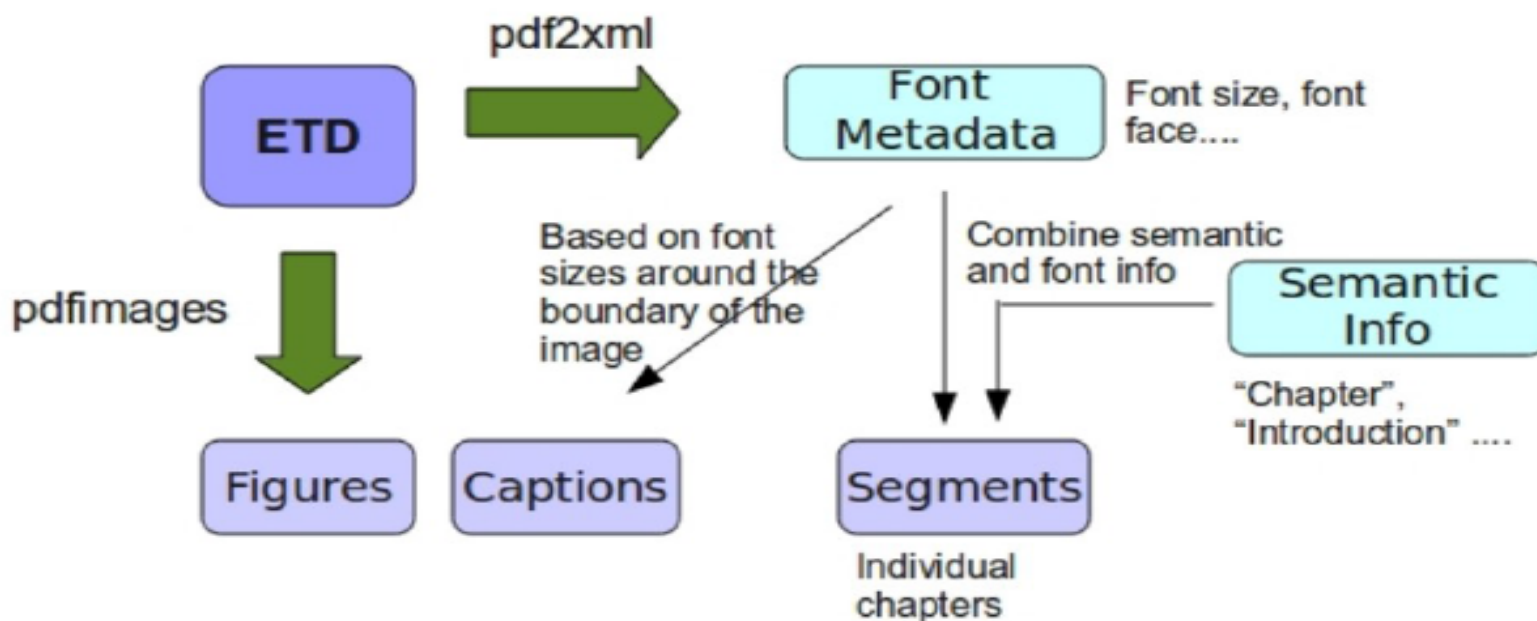 pdf2xml
ETD
Font
Metadata
Font size, font
face....
pdfimages
Based on font
sizes around the
boundary of the
image
Combine semantic
and font info
Semantic
Info
“Chapter”,
“Introduction” ....
Figures
Captions
Segments
Individual
chapters